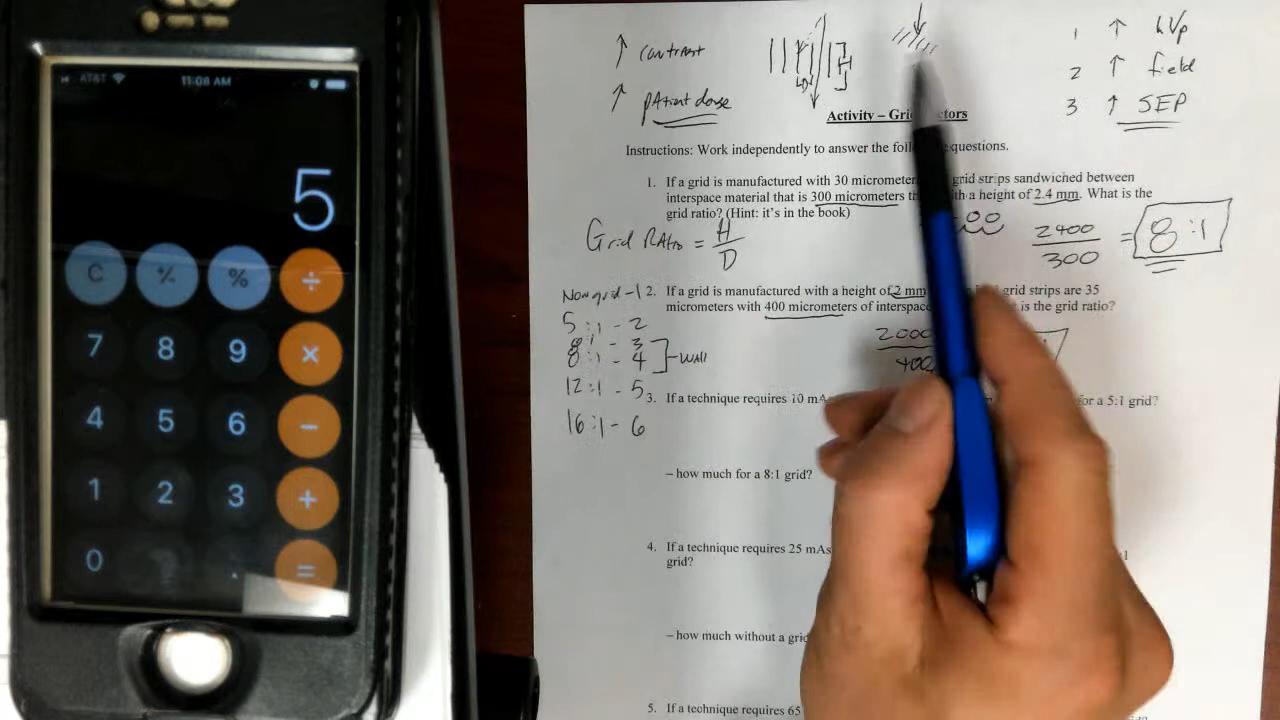 AT&T 11:08 AM
5
C % ÷
7 8 9 ×
4 5 6 −
1 2 3 +
0 . =
↑ contrast
↑ pAtient dose
1 ↑ kVp
2 ↑ field
3 ↑ SEP
Activity – Gri ctors
Instructions: Work independently to answer the foll questions.
1. If a grid is manufactured with 30 micrometer grid strips sandwiched between
interspace material that is 300 micrometers th th a height of 2.4 mm. What is the
grid ratio? (Hint: it's in the book)
Grid RAtio = H
D
2400
300
= 8:1
Nongrid - 1
2. If a grid is manufactured with a height of 2 mm grid strips are 35
micrometers with 400 micrometers of interspac is the grid ratio?
5:1 - 2
8:1 - 3
8:1 - 4
WAll
12:1 - 5
16:1 - 6
2000
400
3. If a technique requires 10 mA for a 5:1 grid?
– how much for a 8:1 grid?
4. If a technique requires 25 mAs
grid?
– how much without a grid
5. If a technique requires 65